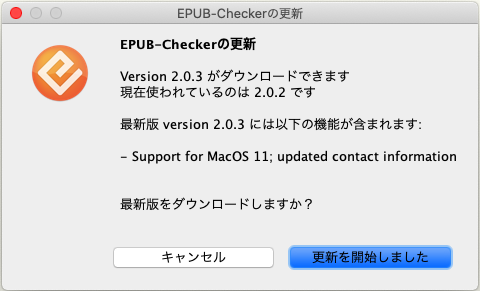 EPUB-Checkerの更新
EPUB-Checkerの更新
Version 2.0.3 がダウンロードできます
現在使われているのは 2.0.2 です
最新版 version 2.0.3 には以下の機能が含まれます:
- Support for MacOS 11; updated contact information
最新版をダウンロードしますか？
キャンセル
更新を開始しました